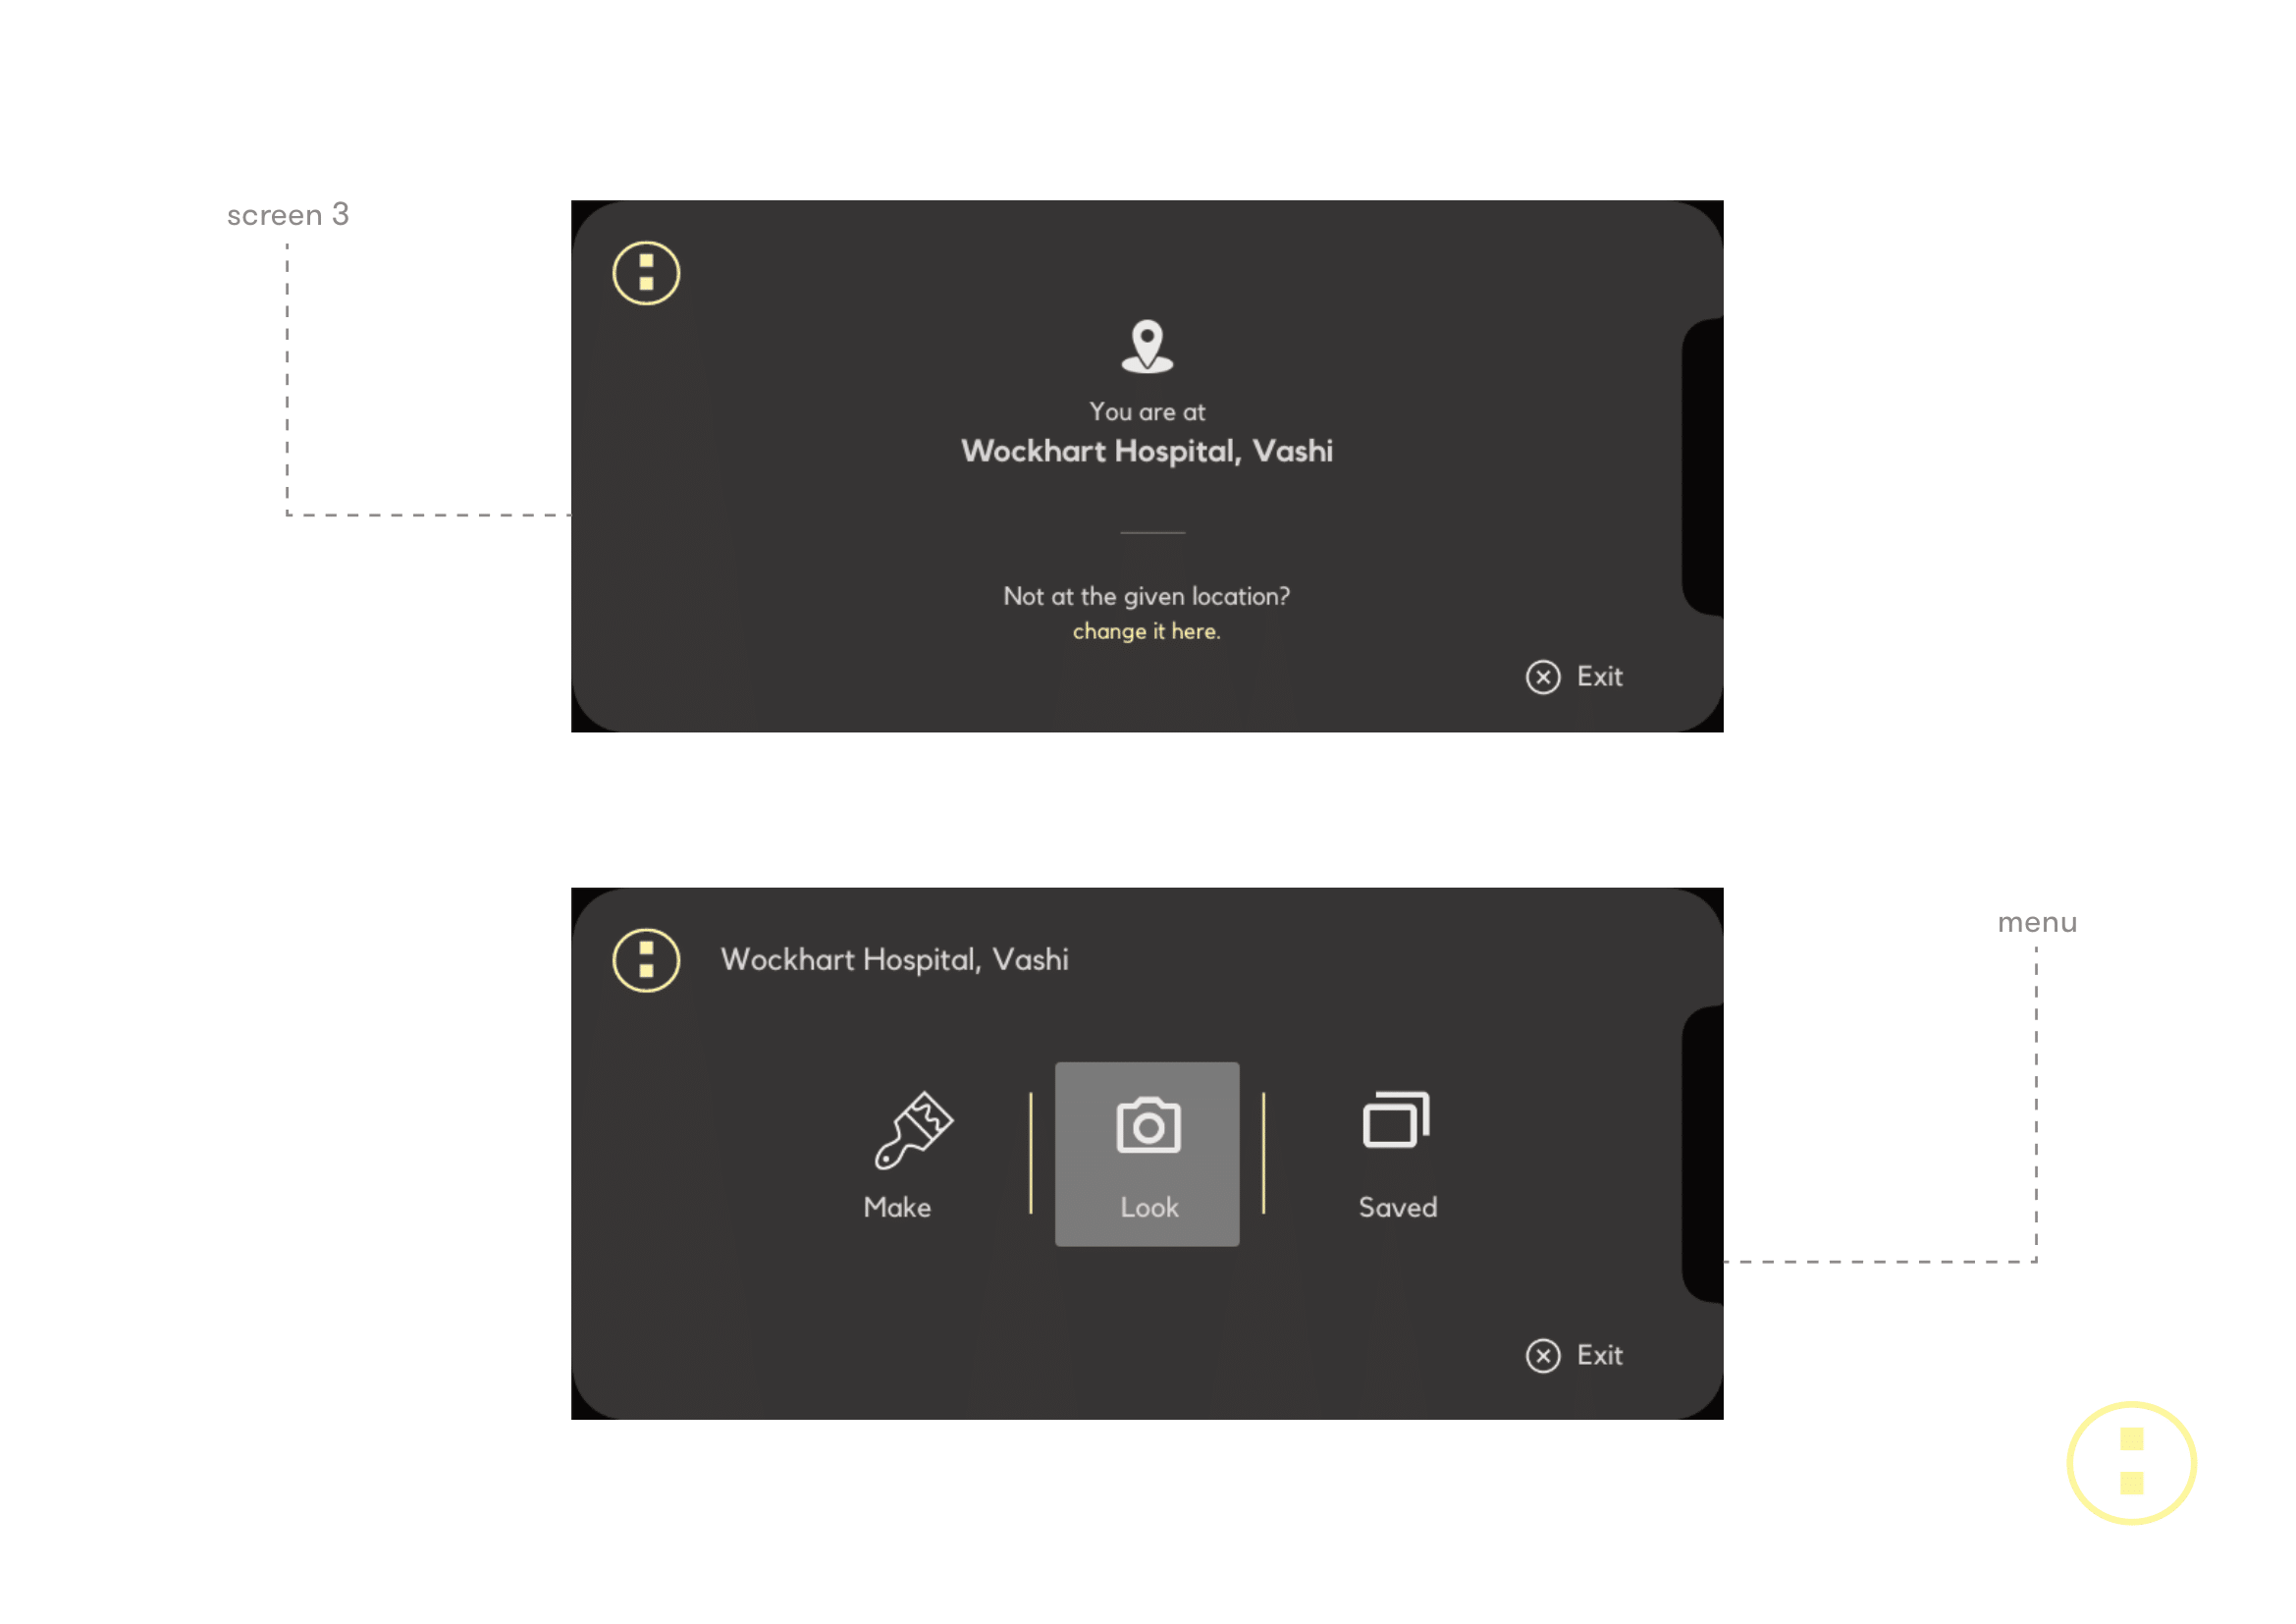 screen 3
You are at
Wockhart Hospital, Vashi
Not at the given location?
change it here.
Exit
menu
Wockhart Hospital, Vashi
Make
Look
Saved
Exit